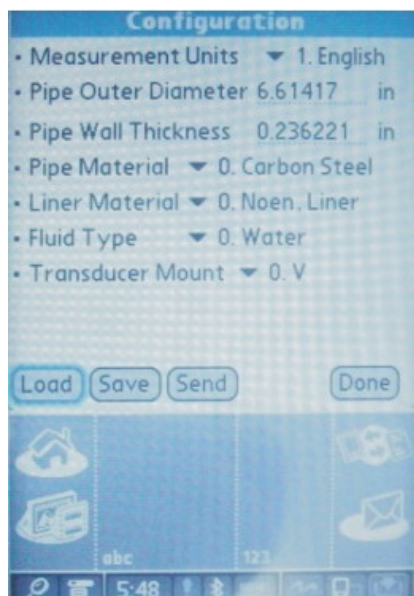 Configuration
• Measurement Units ▼ 1. English
• Pipe Outer Diameter 6.61417 in
• Pipe Wall Thickness 0.236221 in
• Pipe Material ▼ 0. Carbon Steel
• Liner Material ▼ 0. Noen, Liner
• Fluid Type ▼ 0. Water
• Transducer Mount ▼ 0. V
Load Save Send Done
abc 123
5:48